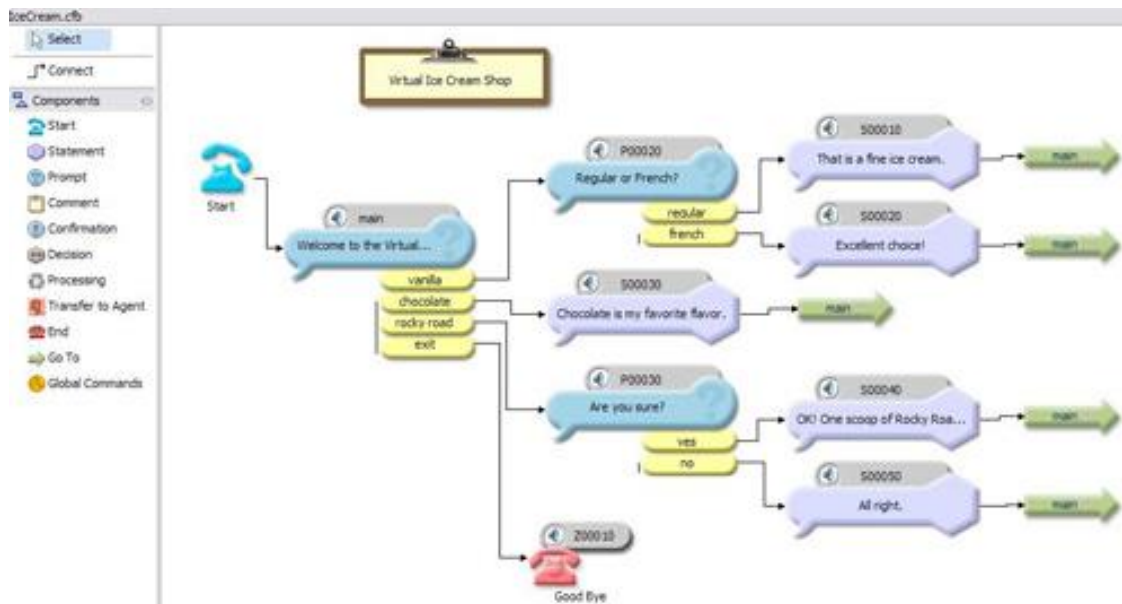 IceCream.cfb
Select
Connect
Components
Start
Statement
Prompt
Comment
Confirmation
Decision
Processing
Transfer to Agent
End
Go To
Global Commands
Virtual Ice Cream Shop
Start
main
Welcome to the Virtual...
vanilla
chocolate
rocky road
exit
P00020
Regular or French?
regular
french
S00010
That is a fine ice cream.
main
S00020
Excellent choice!
main
S00030
Chocolate is my favorite flavor.
main
P00030
Are you sure?
yes
no
S00040
OK! One scoop of Rocky Roa...
main
S00050
All right.
main
Z00010
Good Bye